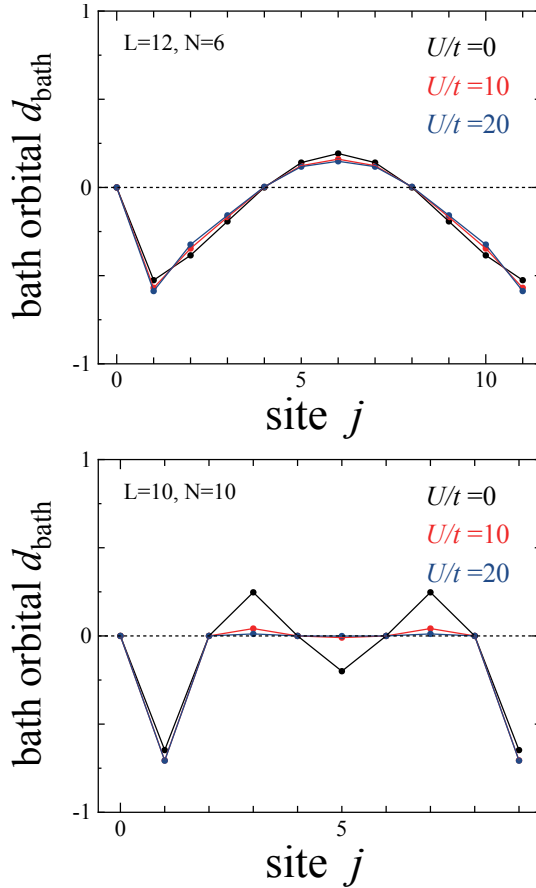 L=12, N=6
U/t =0
U/t =10
U/t =20
bath orbital d_bath
1
0
-1
0
5
10
site j
L=10, N=10
U/t =0
U/t =10
U/t =20
bath orbital d_bath
1
0
-1
0
5
site j